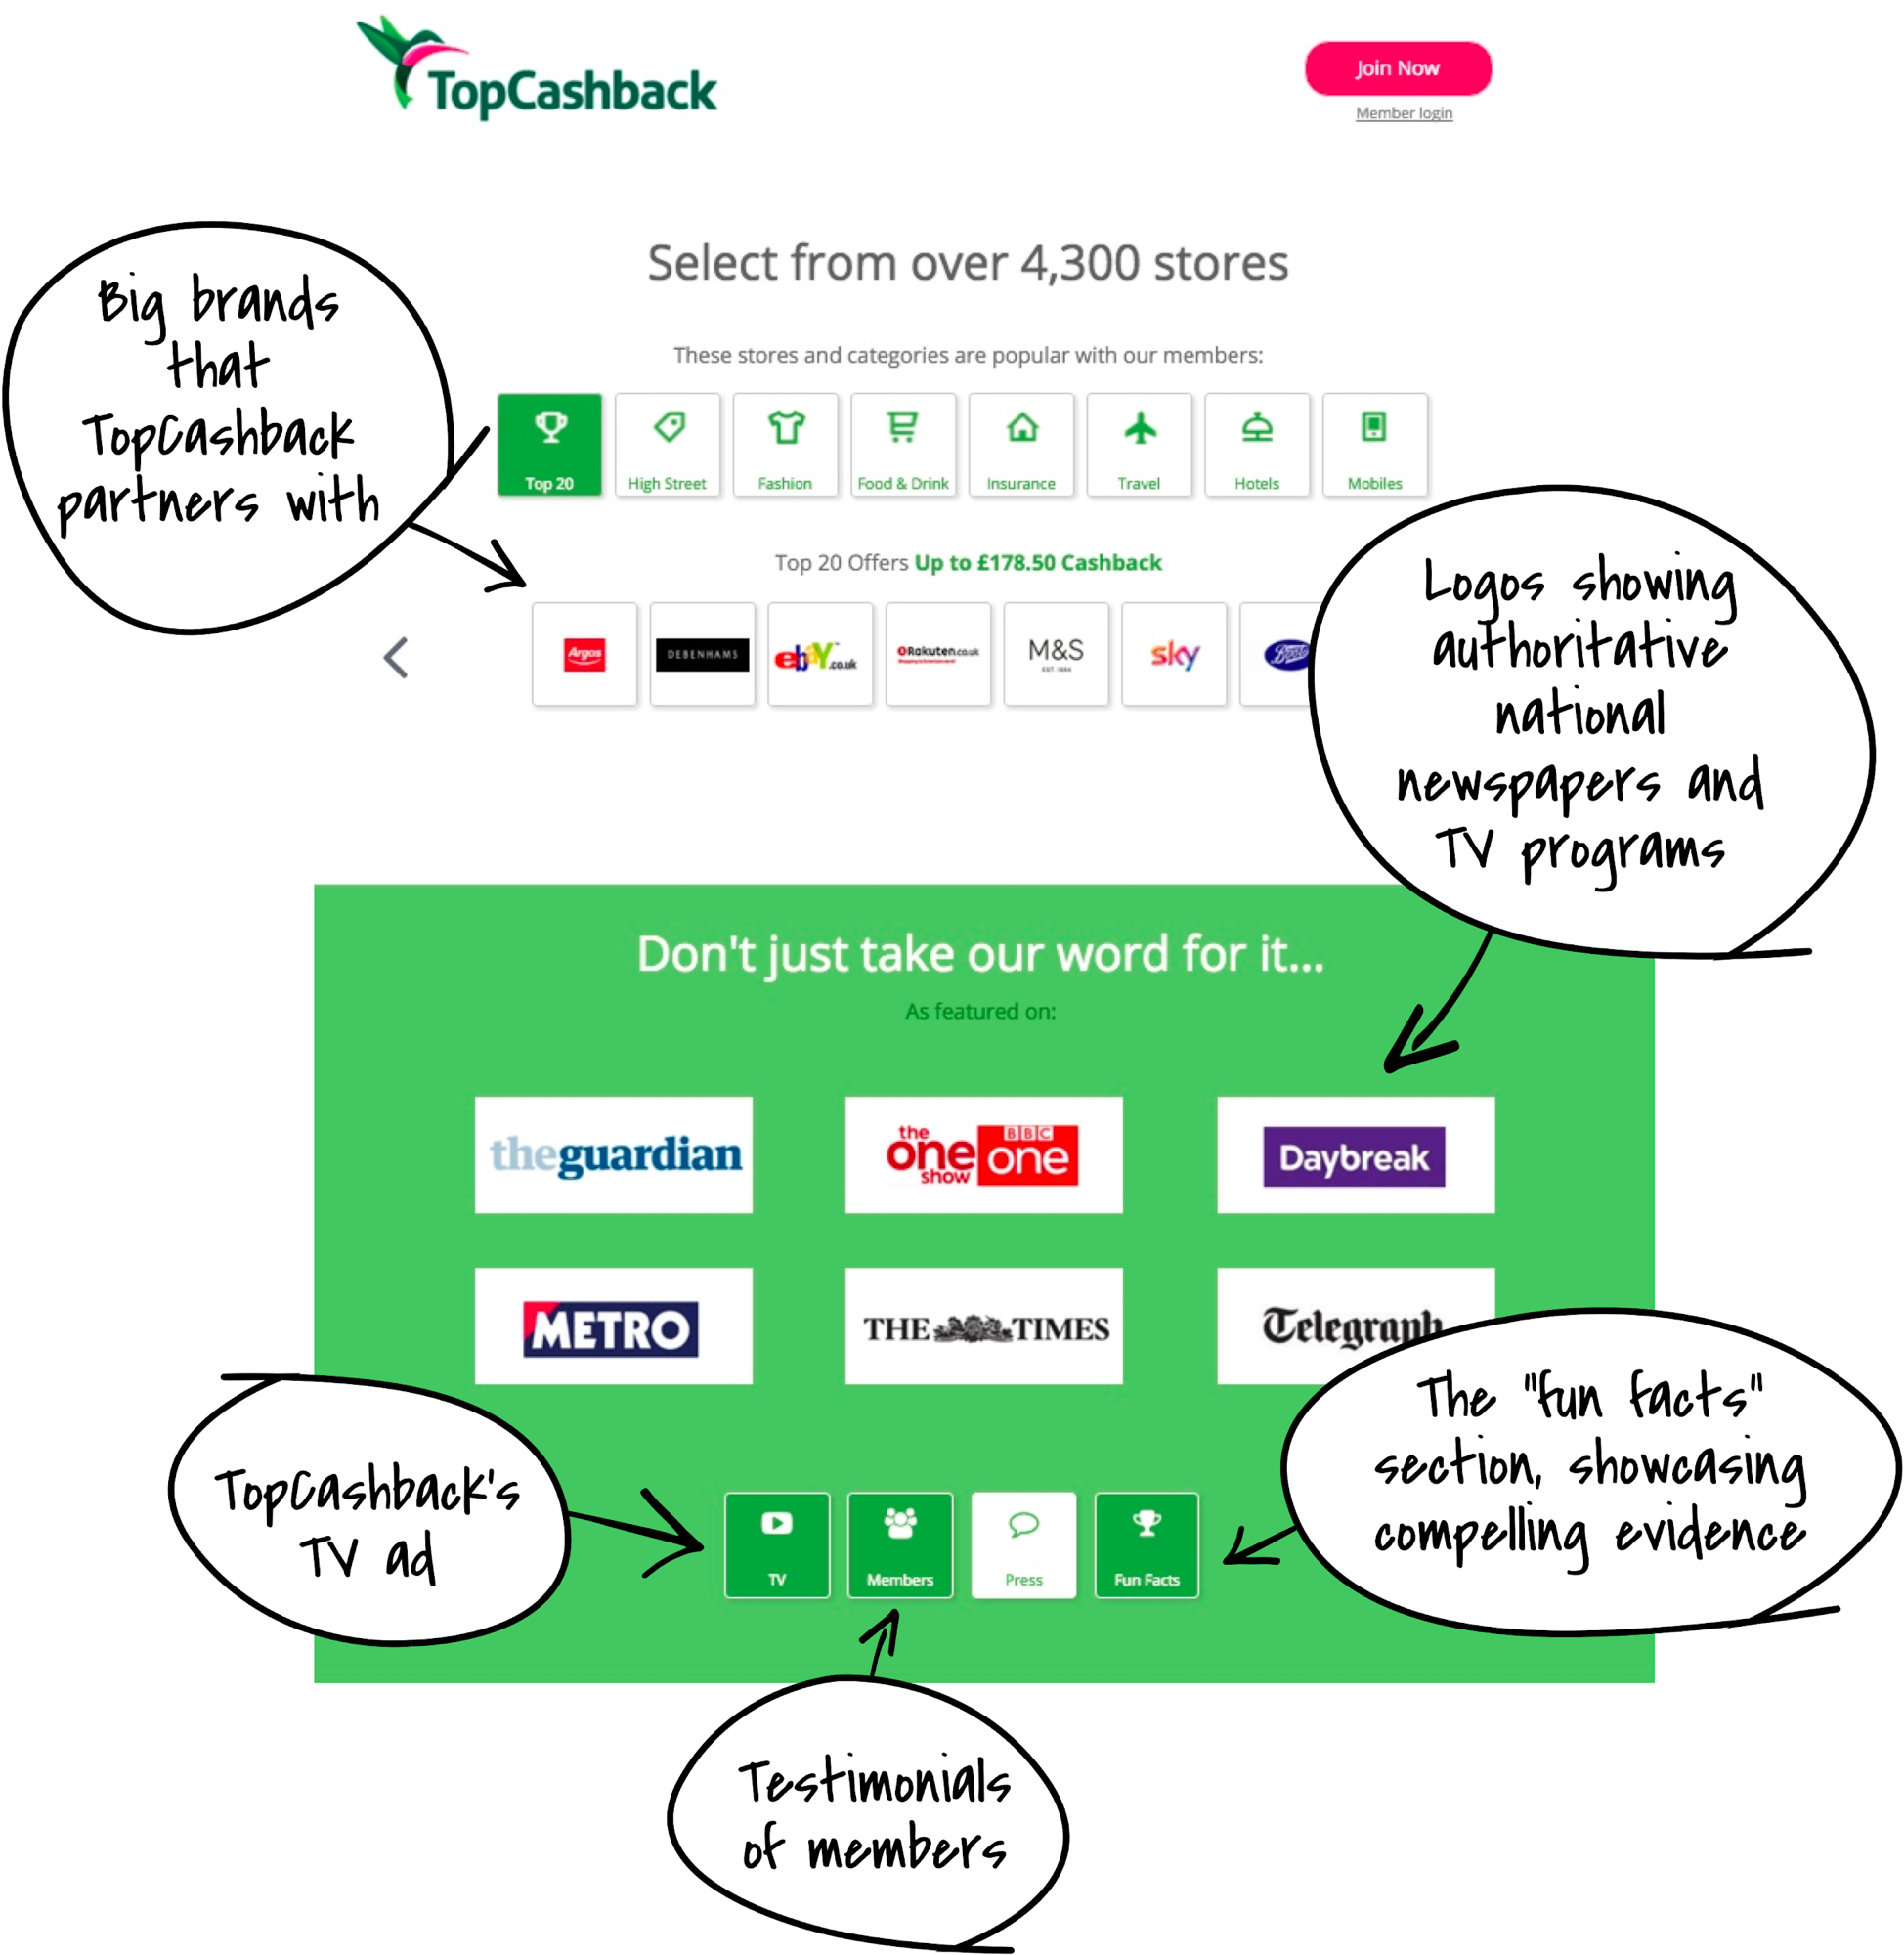 TopCashback
Join Now
Member login
Big brands
that
TopCashback
partners with
Select from over 4,300 stores
These stores and categories are popular with our members:
Top 20
High Street
Fashion
Food & Drink
Insurance
Travel
Hotels
Mobiles
Top 20 Offers Up to £178.50 Cashback
Argos
DEBENHAMS
ebay.co.uk
Rakuten.co.uk
M&S
EST. 1884
sky
Boots
Logos showing
authoritative
national
newspapers and
TV programs
Don't just take our word for it...
As featured on:
theguardian
the
one
show
BBC
one
Daybreak
METRO
THE TIMES
Telegraph
TopCashback's
TV ad
The "fun facts"
section, showcasing
compelling evidence
TV
Members
Press
Fun Facts
Testimonials
of members